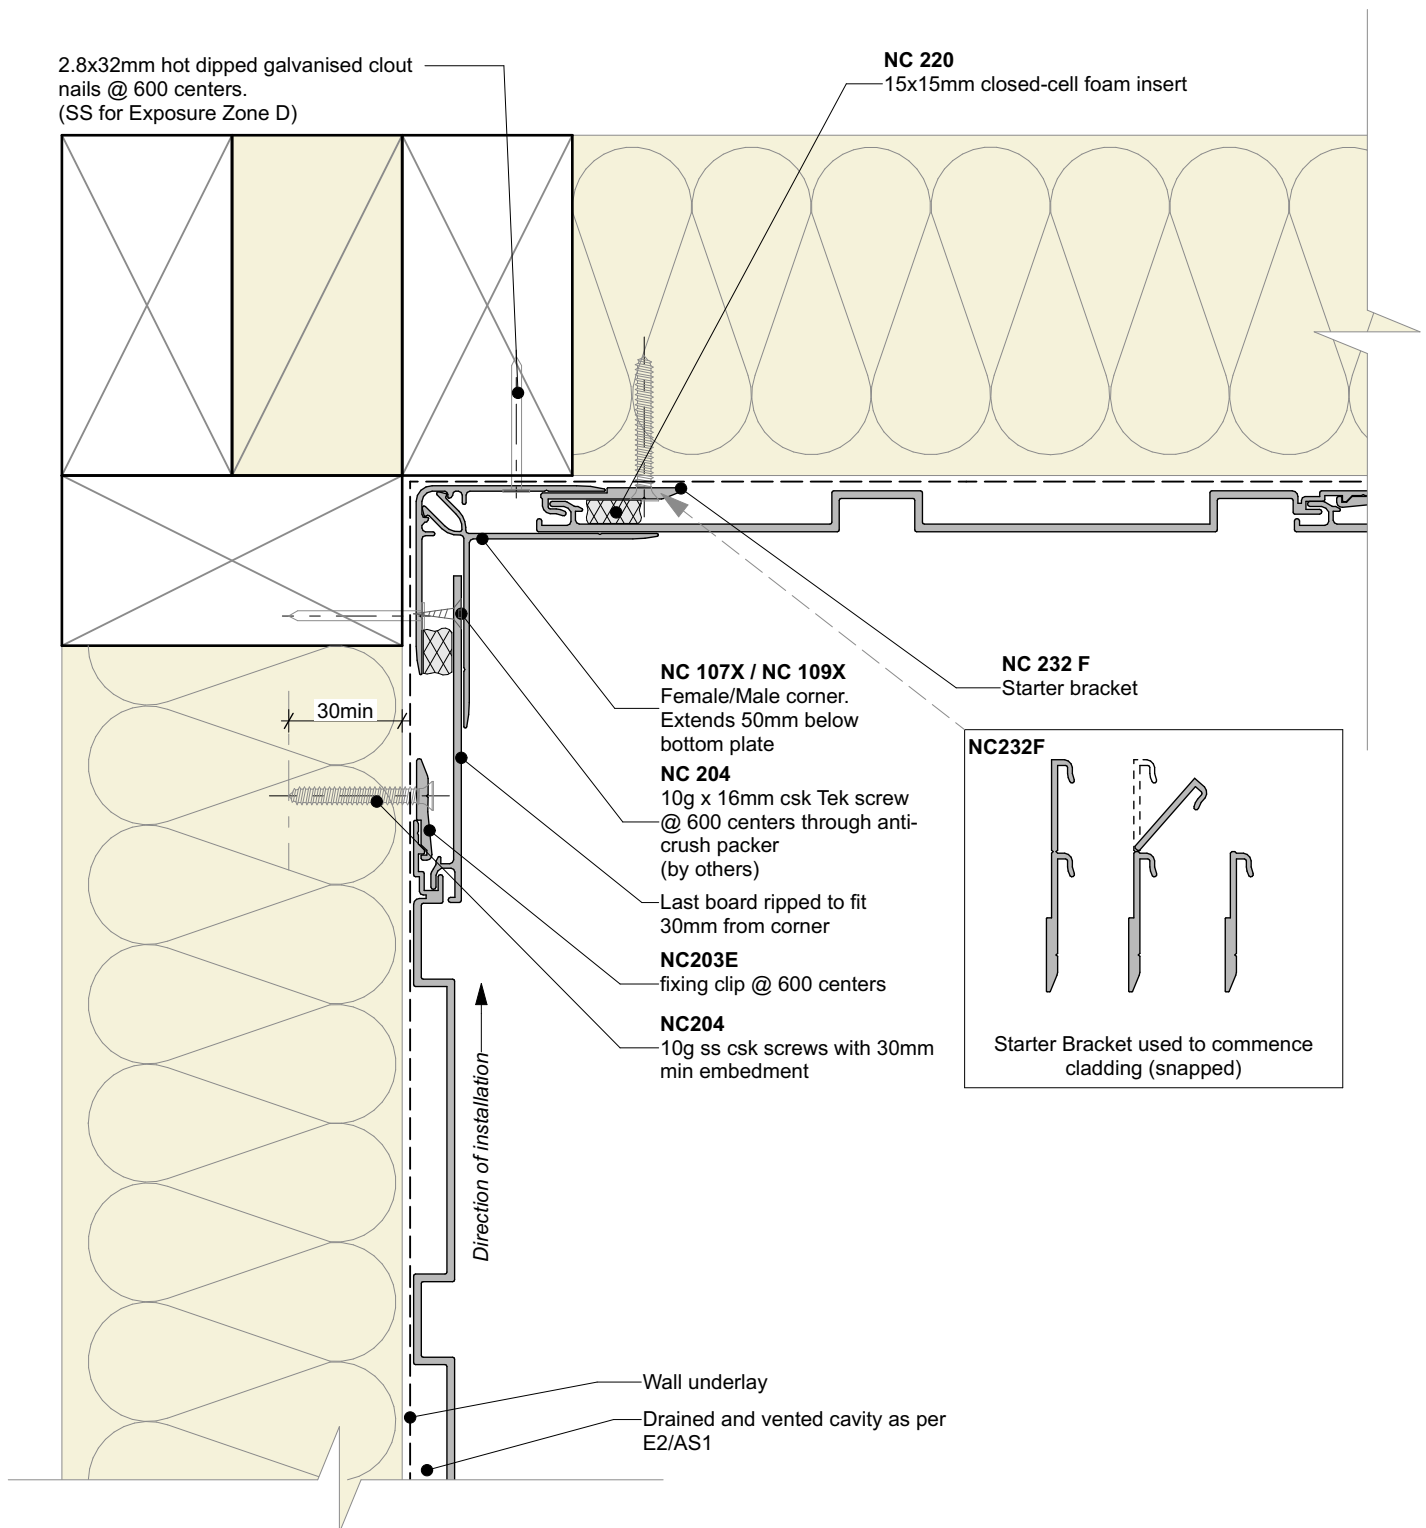 2.8x32mm hot dipped galvanised clout
nails @ 600 centers.
(SS for Exposure Zone D)
NC 220
15x15mm closed-cell foam insert
30min
NC 107X / NC 109X
Female/Male corner.
Extends 50mm below
bottom plate
NC 204
10g x 16mm csk Tek screw
@ 600 centers through anti-
crush packer
(by others)
Last board ripped to fit
30mm from corner
NC203E
fixing clip @ 600 centers
NC204
10g ss csk screws with 30mm
min embedment
NC 232 F
Starter bracket
NC232F
Starter Bracket used to commence
cladding (snapped)
Direction of installation
Wall underlay
Drained and vented cavity as per
E2/AS1